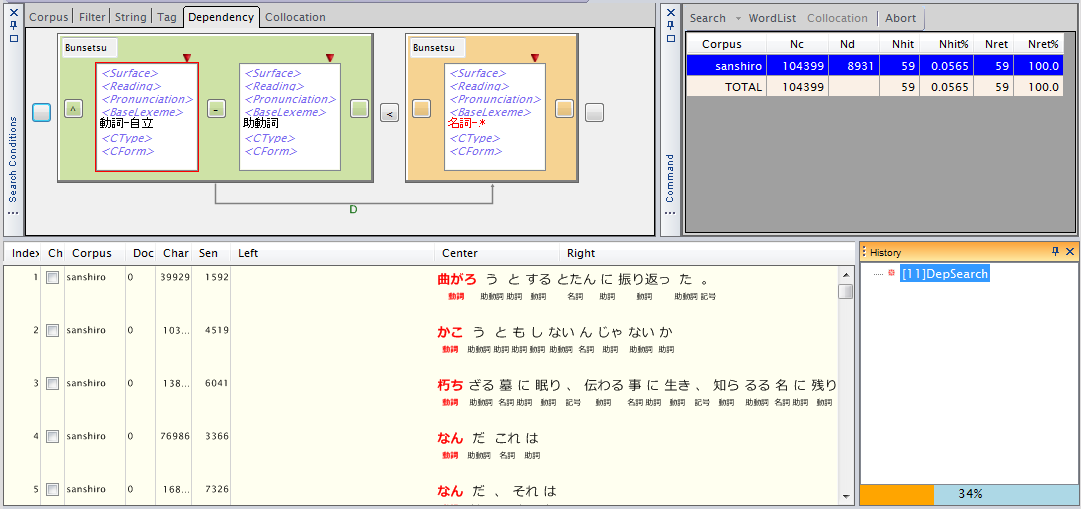 Corpus Filter String Tag Dependency Collocation
Search Conditions
Bunsetsu
<Surface>
<Reading>
<Pronunciation>
<BaseLexeme>
動詞-自立
<CType>
<CForm>
^
-
<Surface>
<Reading>
<Pronunciation>
<BaseLexeme>
助動詞
<CType>
<CForm>
<
Bunsetsu
<Surface>
<Reading>
<Pronunciation>
<BaseLexeme>
名詞-*
<CType>
<CForm>
D
Command
Search WordList Collocation Abort
Corpus Nc Nd Nhit Nhit% Nret Nret%
sanshiro 104399 8931 59 0.0565 59 100.0
TOTAL 104399 59 0.0565 59 100.0
Index Ch Corpus Doc Char Sen Left Center Right
1 sanshiro 0 39929 1592 曲がろ う と する とたん に 振り返っ た 。
動詞 助動詞 助詞 動詞 名詞 助詞 動詞 助動詞 記号
2 sanshiro 0 103... 4519 かこ う と も し ない ん じゃ ない か
動詞 助動詞 助詞 助詞 動詞 助動詞 名詞 助詞 助動詞 助詞
3 sanshiro 0 138... 6041 朽ち ざる 墓 に 眠り 、 伝わる 事 に 生き 、 知ら るる 名 に 残り
動詞 助動詞 名詞 助詞 動詞 記号 動詞 名詞 助詞 動詞 記号 動詞 助動詞 名詞 助詞 動詞
4 sanshiro 0 76986 3366 なん だ これ は
動詞 助動詞 名詞 助詞
5 sanshiro 0 168... 7326 なん だ 、 それ は
History
[11]DepSearch
34%